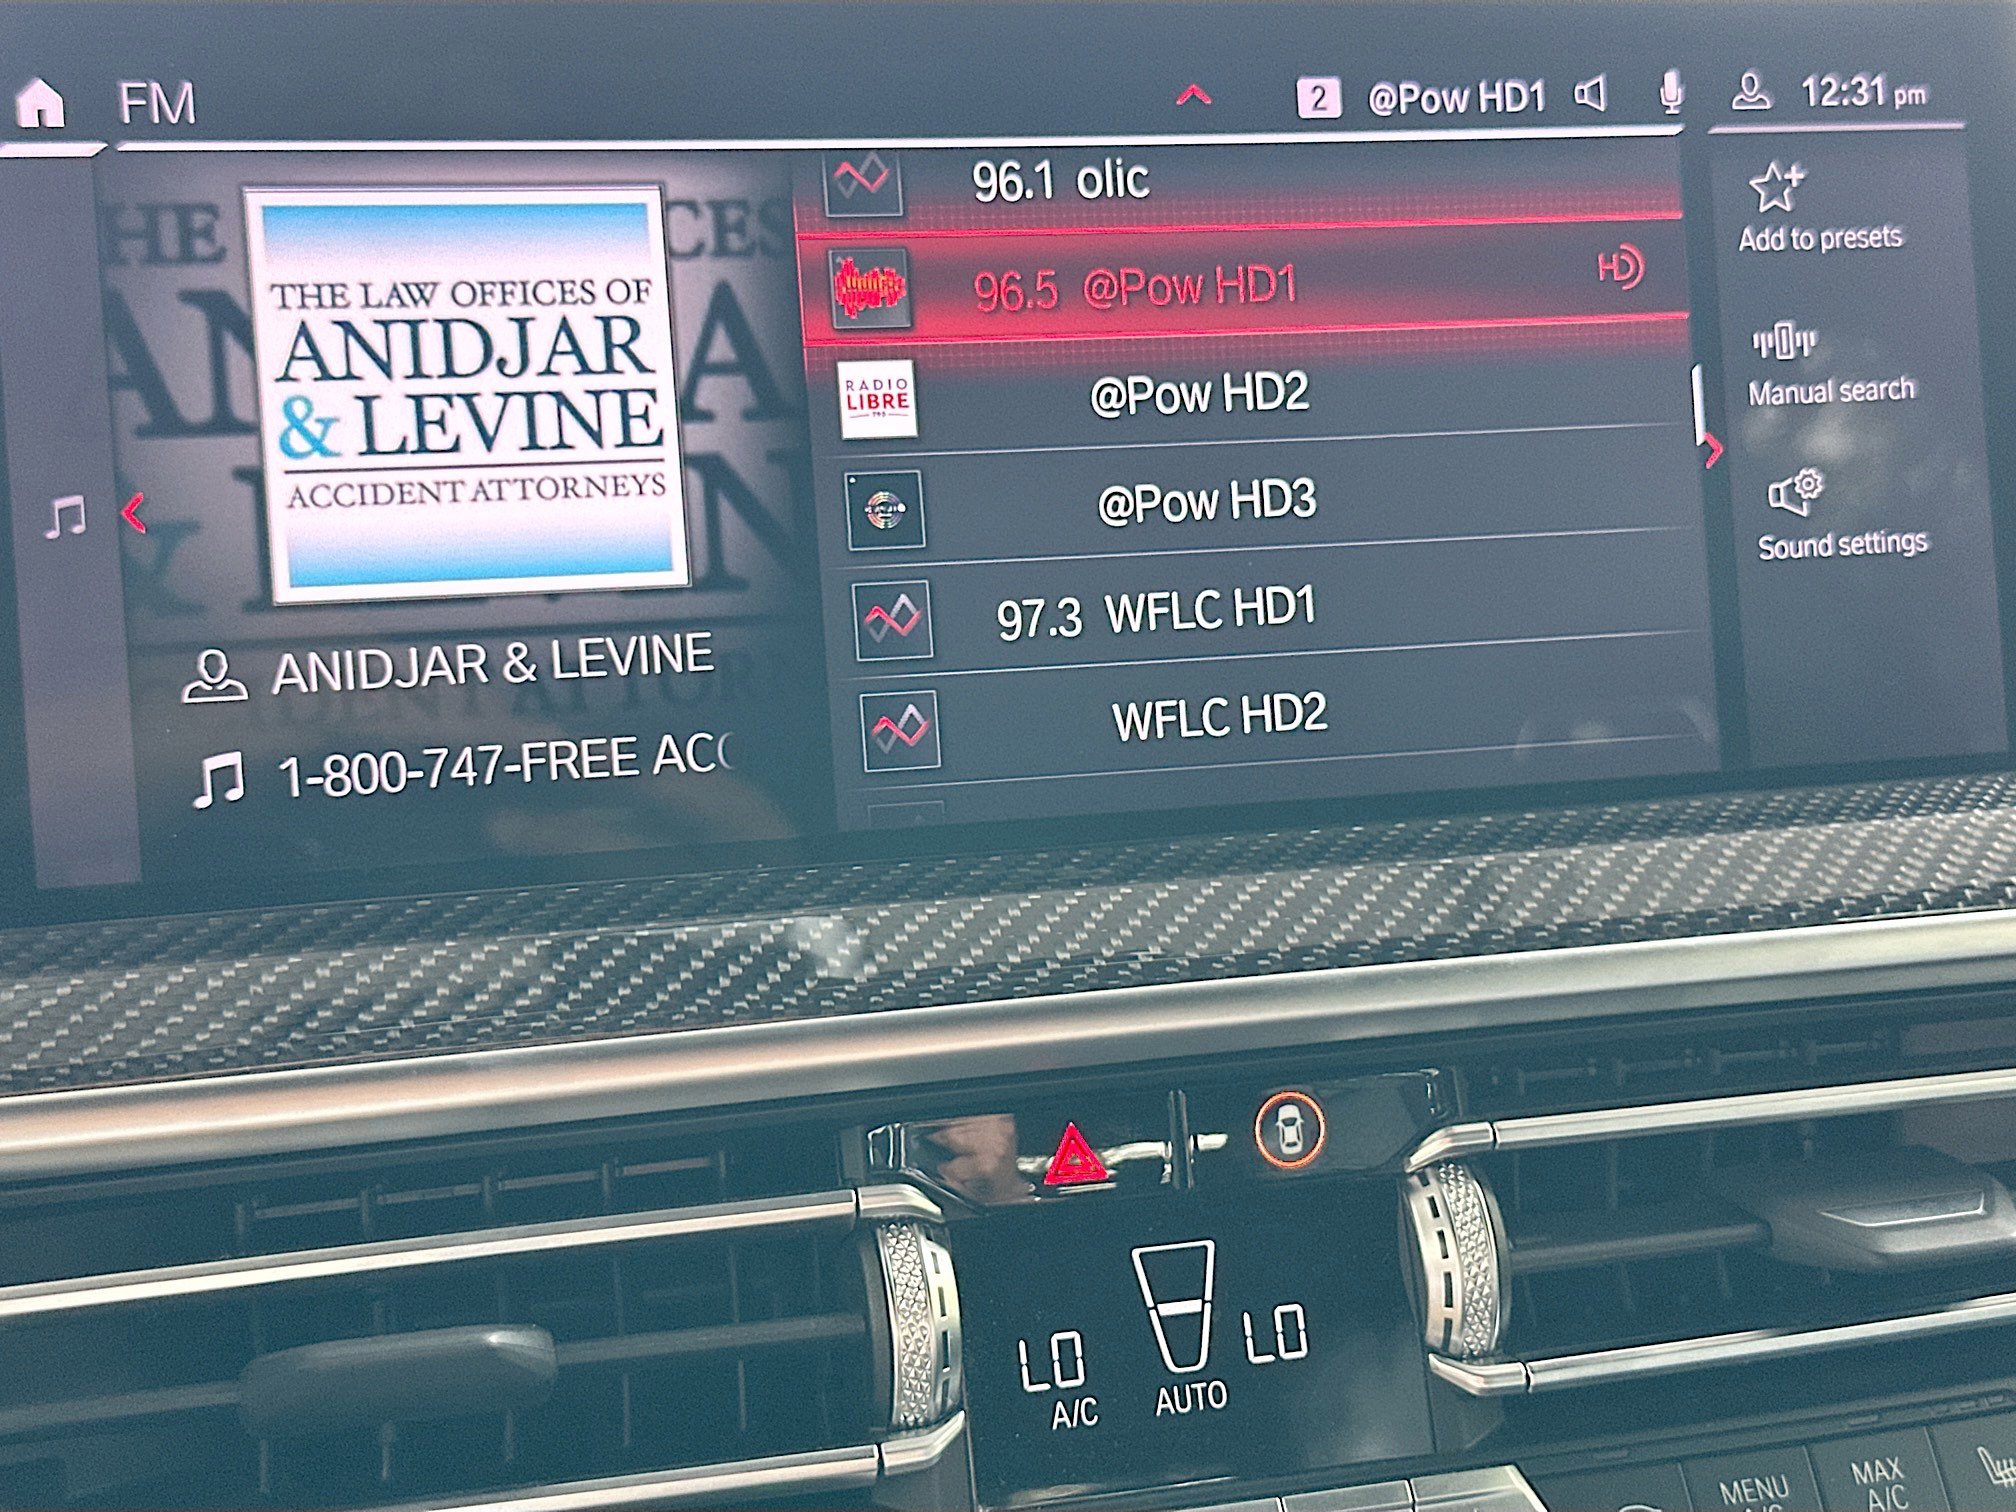 FM
2 @Pow HD1 12:31 pm
THE LAW OFFICES OF
ANIDJAR
& LEVINE
ACCIDENT ATTORNEYS
ANIDJAR & LEVINE
1-800-747-FREE AC
96.1 olic
96.5 @Pow HD1 HD
RADIO
LIBRE
@Pow HD2
@Pow HD3
97.3 WFLC HD1
WFLC HD2
Add to presets
Manual search
Sound settings
LO LO
A/C AUTO
MENU
MAX
A/C